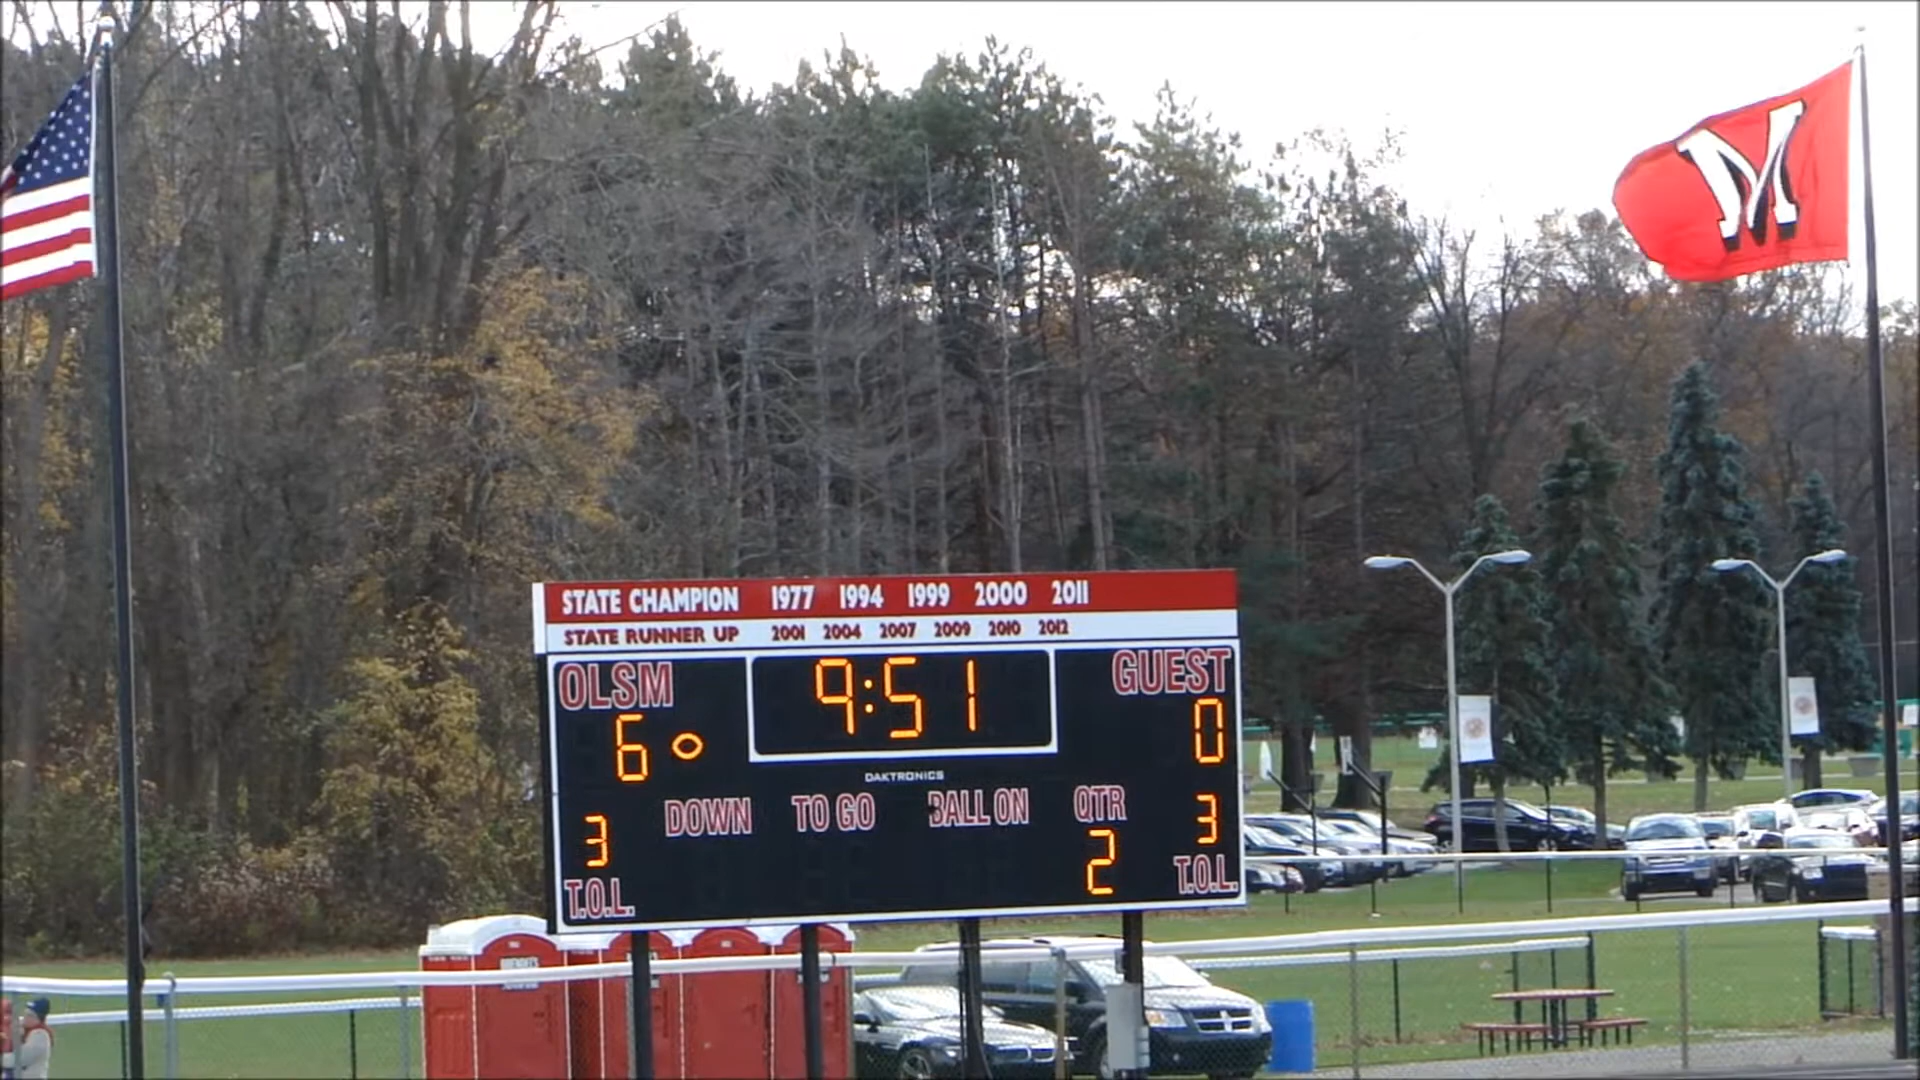 M
STATE CHAMPION 1977 1994 1999 2000 2011
STATE RUNNER UP 2001 2004 2007 2009 2010 2012
OLSM 9:51 GUEST
6 0
DAKTRONICS
DOWN TO GO BALL ON QTR
3 2 3
T.O.L. T.O.L.